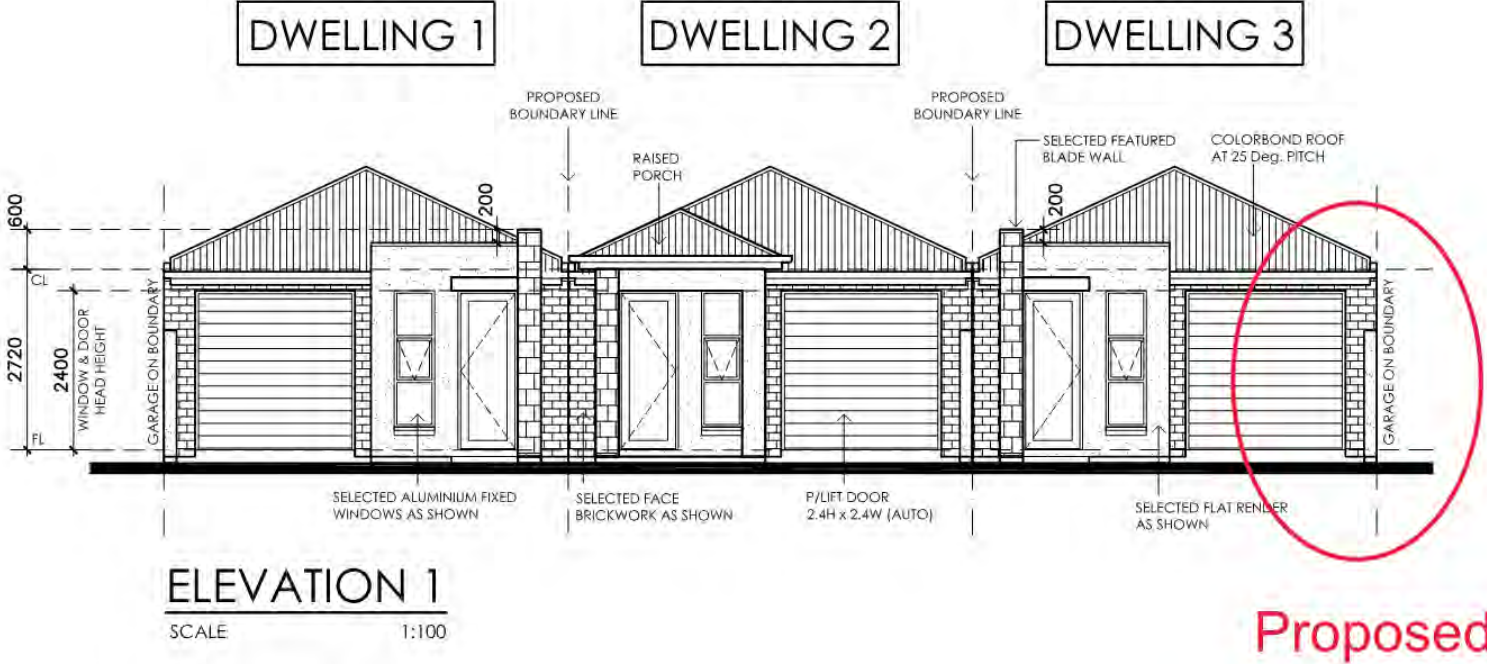 DWELLING 1
DWELLING 2
DWELLING 3
PROPOSED
BOUNDARY LINE
PROPOSED
BOUNDARY LINE
RAISED
PORCH
SELECTED FEATURED
BLADE WALL
COLORBOND ROOF
AT 25 Deg. PITCH
600
200
200
CL
2720
2400
WINDOW & DOOR
HEAD HEIGHT
GARAGE ON BOUNDARY
GARAGE ON BOUNDARY
FL
SELECTED ALUMINIUM FIXED
WINDOWS AS SHOWN
SELECTED FACE
BRICKWORK AS SHOWN
P/LIFT DOOR
2.4H x 2.4W (AUTO)
SELECTED FLAT RENDER
AS SHOWN
ELEVATION 1
SCALE 1:100
Proposed